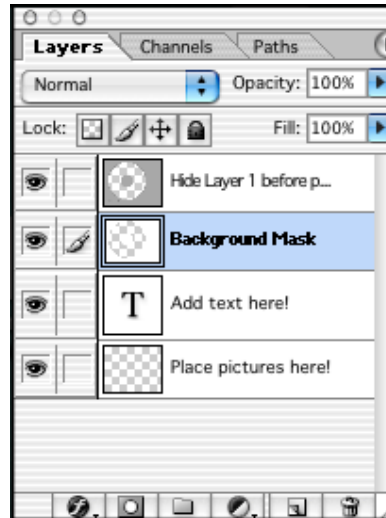 Layers Channels Paths
Normal Opacity: 100%
Lock: Fill: 100%
Hide Layer 1 before p...
Background Mask
T Add text here!
Place pictures here!